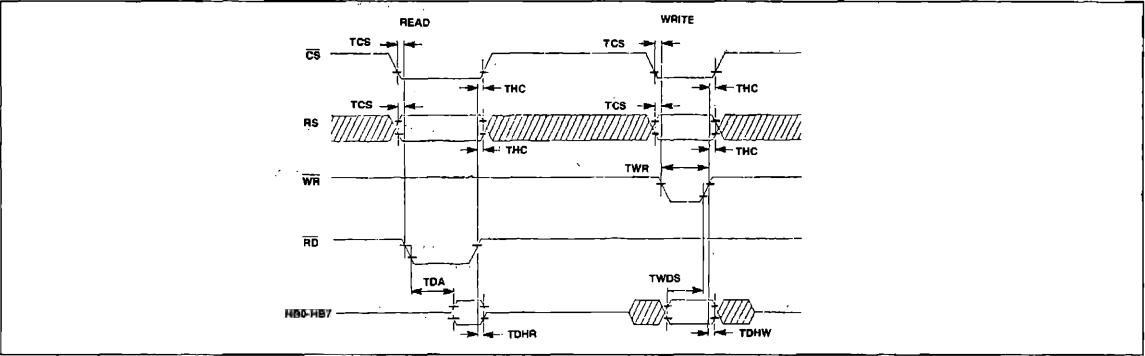 READ WRITE
TCS TCS
CS
THC THC
TCS TCS
RS
THC THC
TWR
WR
RD
TDA TWDS
HB0-HB7
TDHR TDHW